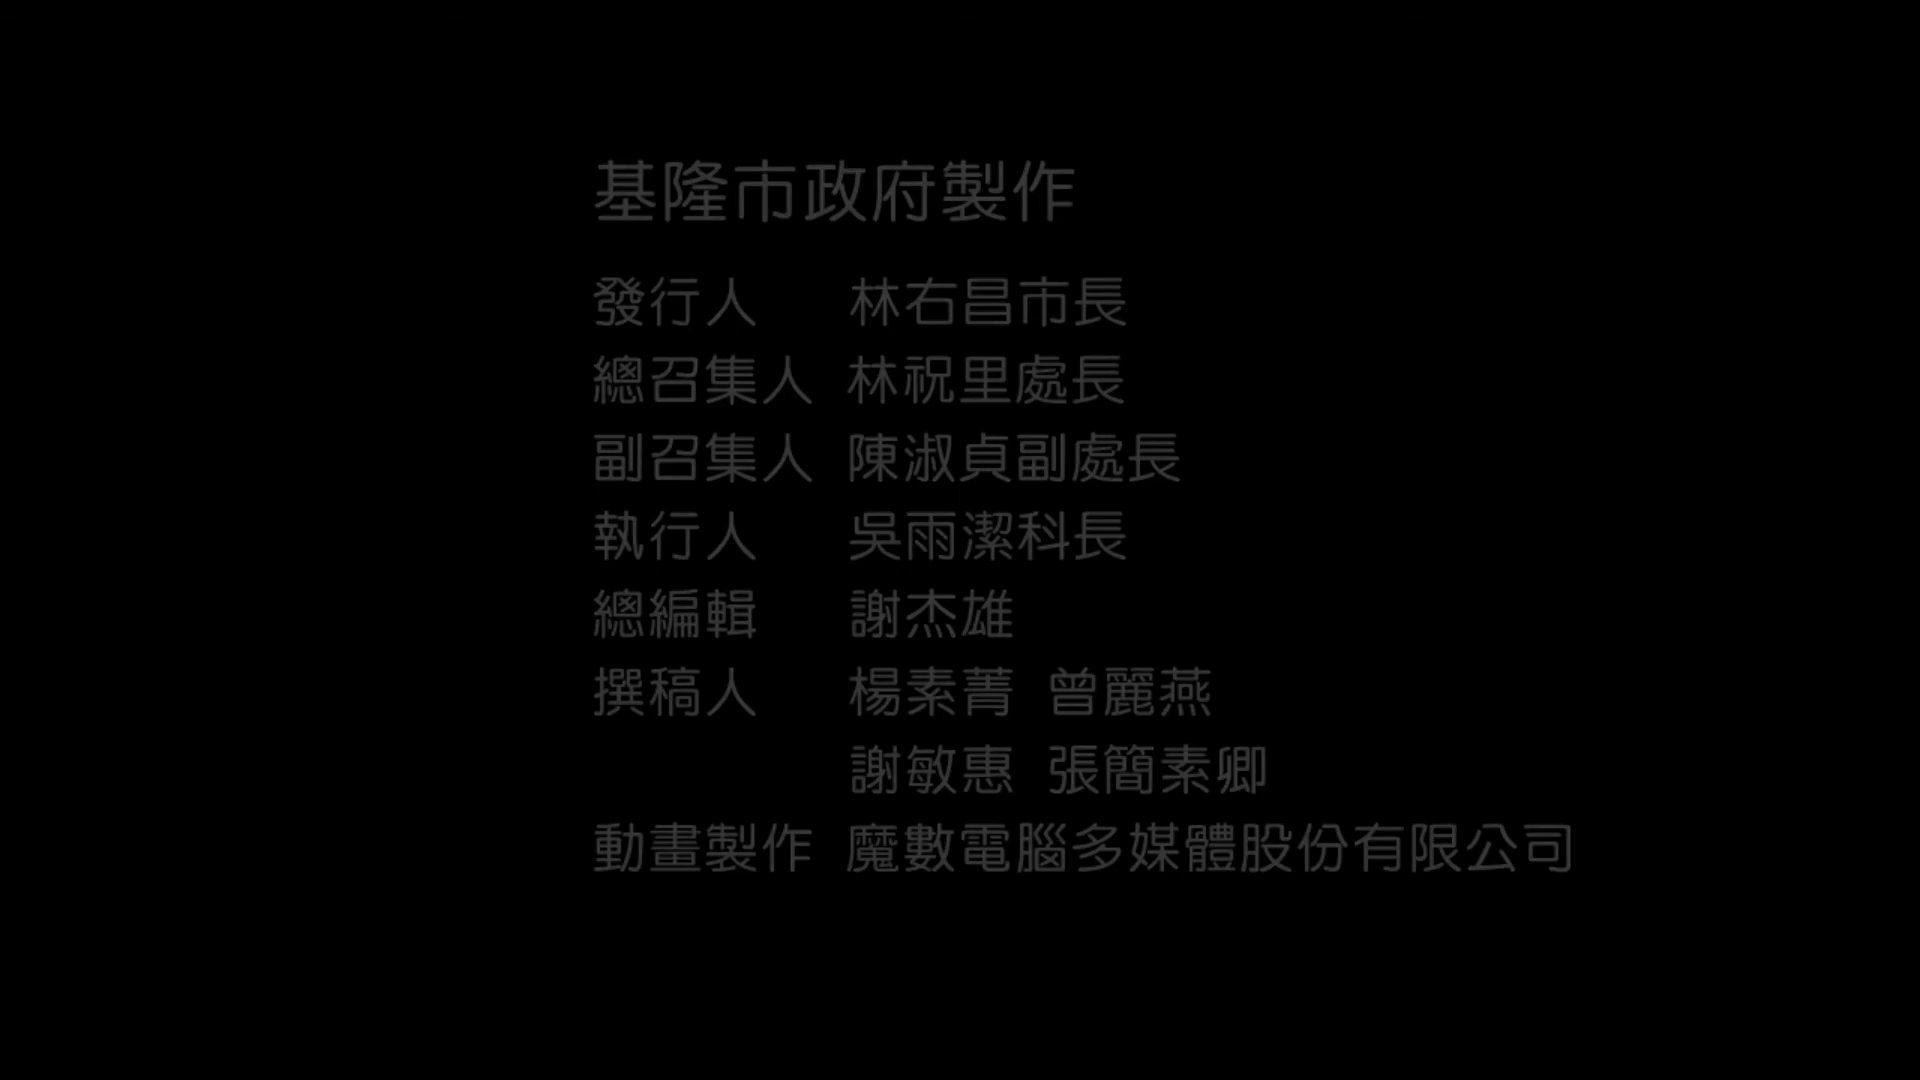 基隆市政府製作
發行人 林右昌市長
總召集人 林祝里處長
副召集人 陳淑貞副處長
執行人 吳雨潔科長
總編輯 謝杰雄
撰稿人 楊素菁 曾麗燕
謝敏惠 張簡素卿
動畫製作 魔數電腦多媒體股份有限公司